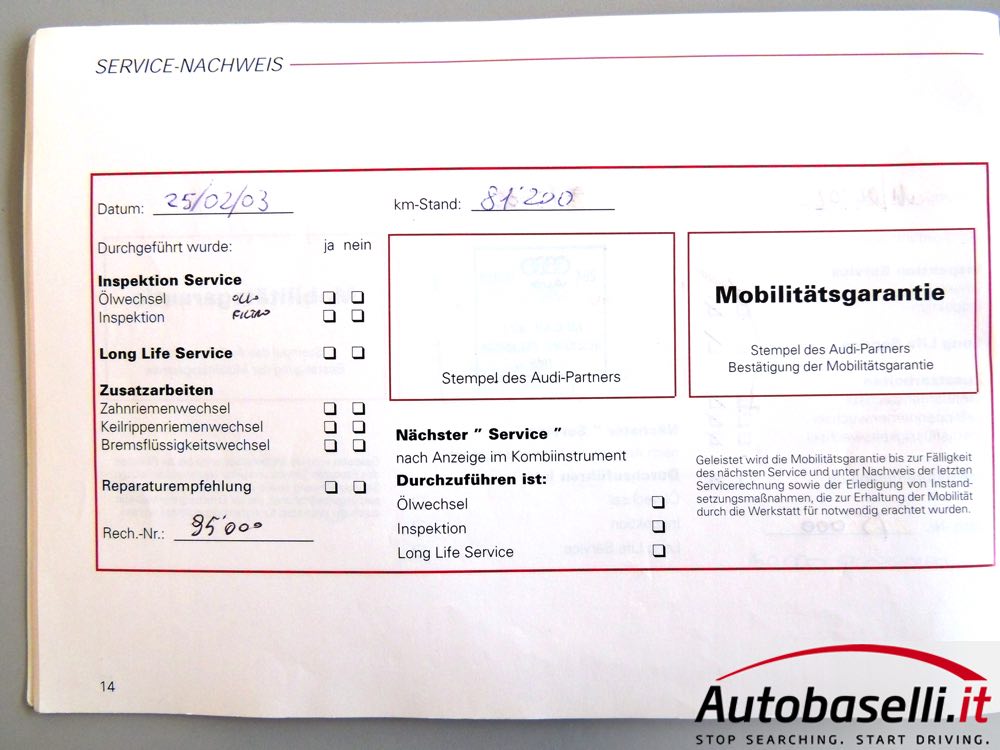 SERVICE-NACHWEIS
Datum: 25/02/03
km-Stand: 81'200
Durchgeführt wurde: ja nein
Inspektion Service
Ölwechsel OLIO
Inspektion FILTRO
Long Life Service
Zusatzarbeiten
Zahnriemenwechsel
Keilrippenriemenwechsel
Bremsflüssigkeitswechsel
Reparaturempfehlung
Rech.-Nr.: 95000
Stempel des Audi-Partners
Nächster " Service "
nach Anzeige im Kombiinstrument
Durchzuführen ist:
Ölwechsel
Inspektion
Long Life Service
Mobilitätsgarantie
Stempel des Audi-Partners
Bestätigung der Mobilitätsgarantie
Geleistet wird die Mobilitätsgarantie bis zur Fälligkeit
des nächsten Service und unter Nachweis der letzten
Servicerechnung sowie der Erledigung von Instand-
setzungsmaßnahmen, die zur Erhaltung der Mobilität
durch die Werkstatt für notwendig erachtet wurden.
14
Autobaselli.it
STOP SEARCHING. START DRIVING.